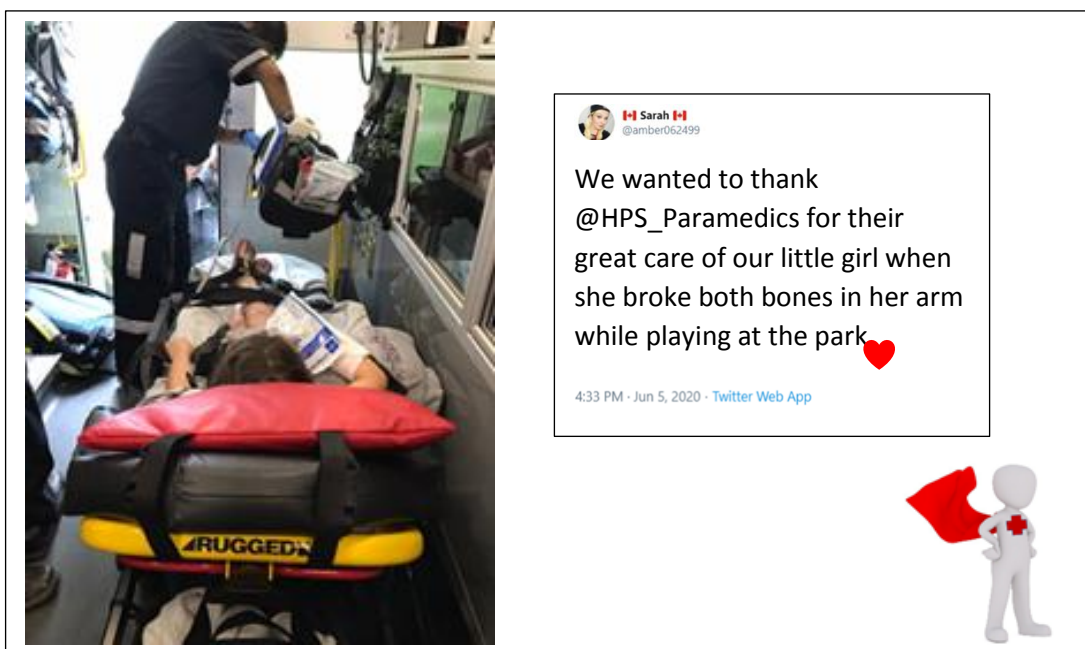 RUGGED
Sarah
@amber062499
We wanted to thank
@HPS_Paramedics for their
great care of our little girl when
she broke both bones in her arm
while playing at the park
4:33 PM · Jun 5, 2020 · Twitter Web App